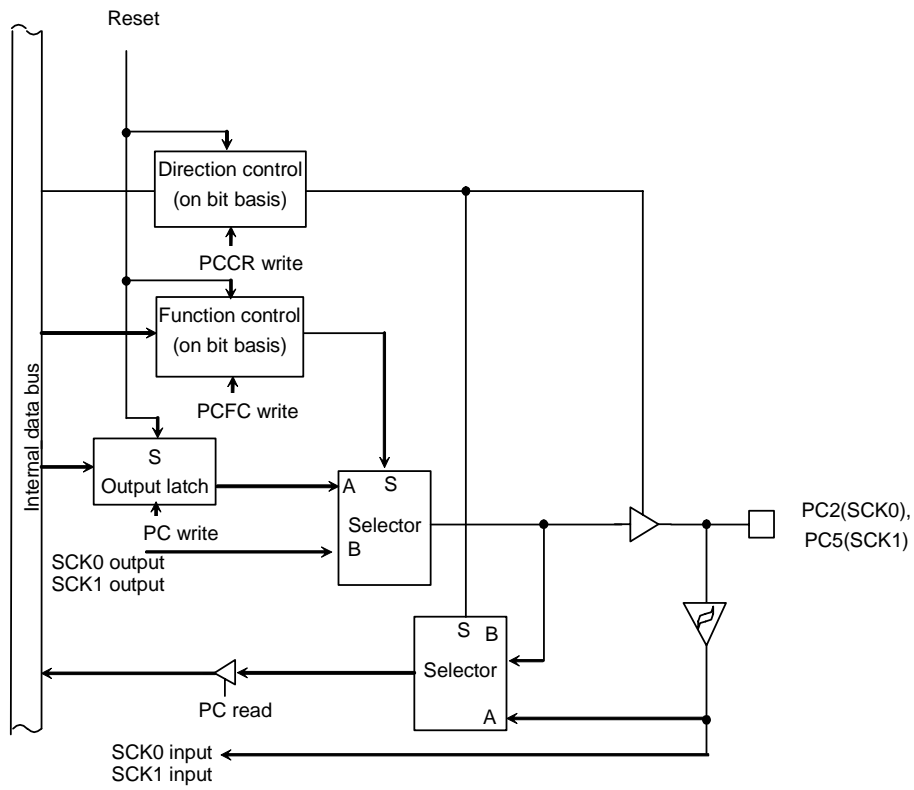 Reset
Direction control
(on bit basis)
PCCR write
Function control
(on bit basis)
PCFC write
Internal data bus
S
Output latch
PC write
SCK0 output
SCK1 output
A
S
Selector
B
PC2(SCK0),
PC5(SCK1)
S
B
Selector
A
PC read
SCK0 input
SCK1 input